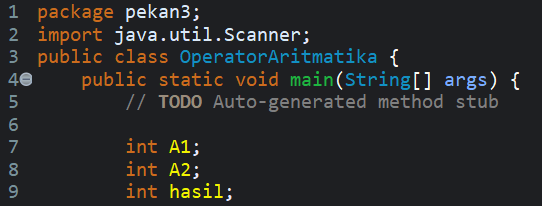 1 package pekan3;
2 import java.util.Scanner;
3 public class OperatorAritmatika {
4 public static void main(String[] args) {
5 // TODO Auto-generated method stub
6
7 int A1;
8 int A2;
9 int hasil;